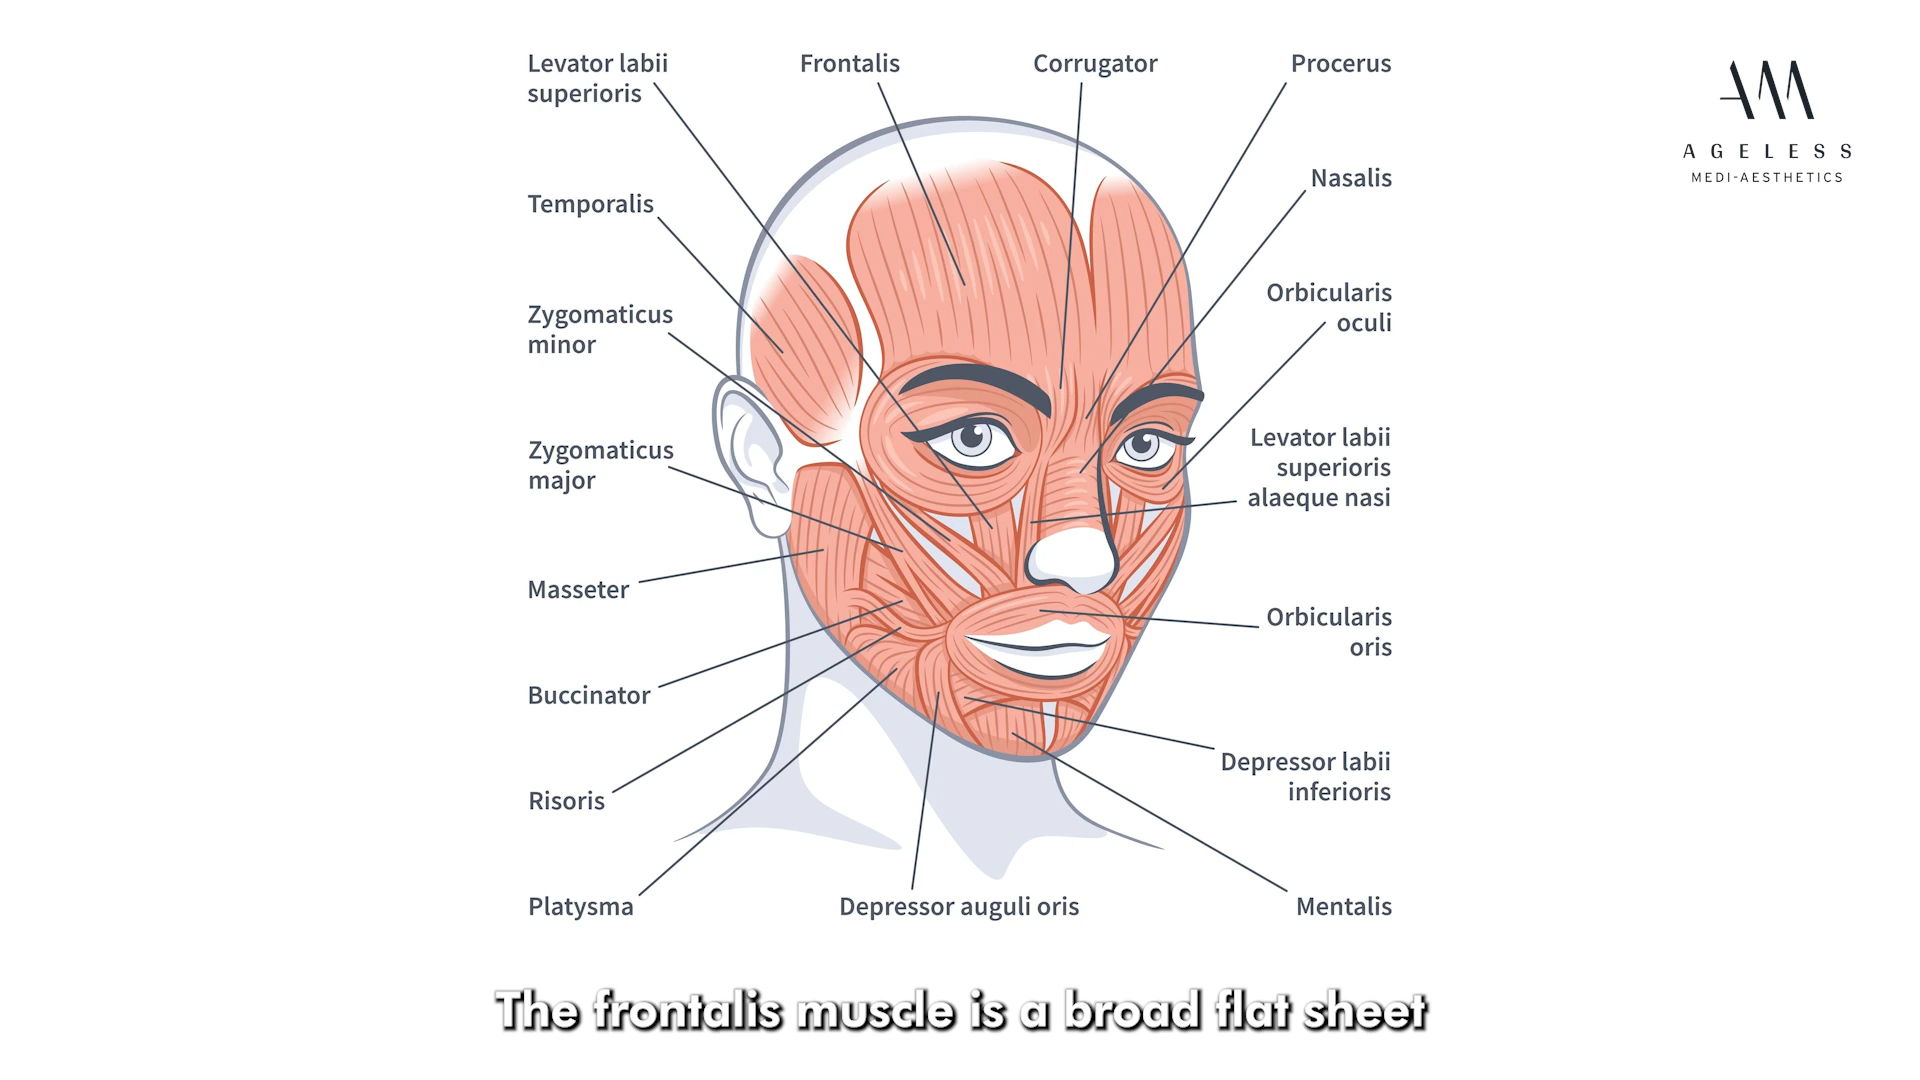 Levator labii
superioris
Frontalis
Corrugator
Procerus
AM
AGELESS
MEDI-AESTHETICS
Nasalis
Temporalis
Orbicularis
oculi
Zygomaticus
minor
Levator labii
superioris
alaeque nasi
Zygomaticus
major
Masseter
Orbicularis
oris
Buccinator
Depressor labii
inferioris
Risoris
Platysma
Depressor auguli oris
Mentalis
The frontalis muscle is a broad flat sheet